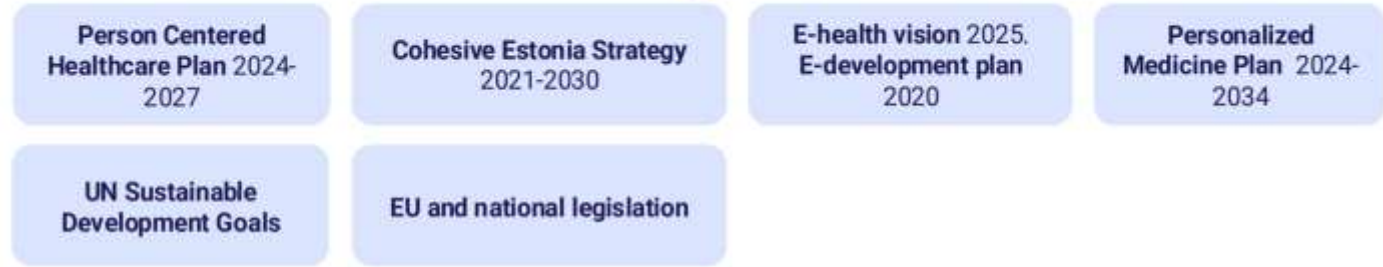 Person Centered
Healthcare Plan 2024-
2027
Cohesive Estonia Strategy
2021-2030
E-health vision 2025.
E-development plan
2020
Personalized
Medicine Plan 2024-
2034
UN Sustainable
Development Goals
EU and national legislation